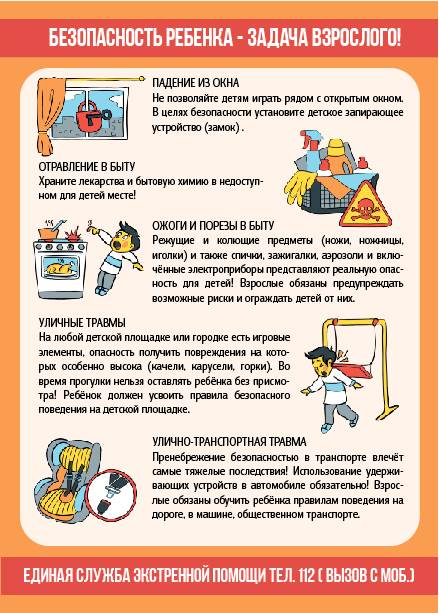 БЕЗОПАСНОСТЬ РЕБЕНКА - ЗАДАЧА ВЗРОСЛОГО!
ПАДЕНИЕ ИЗ ОКНА
Не позволяйте детям играть рядом с открытым окном.
В целях безопасности установите детское запирающее
устройство (замок) .
ОТРАВЛЕНИЕ В БЫТУ
Храните лекарства и бытовую химию в недоступ-
ном для детей месте!
ОЖОГИ И ПОРЕЗЫ В БЫТУ
Режущие и колющие предметы (ножи, ножницы,
иголки) и также спички, зажигалки, аэрозоли и вклю-
чённые электроприборы представляют реальную опас-
ность для детей! Взрослые обязаны предупреждать
возможные риски и ограждать детей от них.
УЛИЧНЫЕ ТРАВМЫ
На любой детской площадке или городке есть игровые
элементы, опасность получить повреждения на кото-
рых особенно высока (качели, карусели, горки). Во
время прогулки нельзя оставлять ребёнка без присмо-
тра! Ребёнок должен усвоить правила безопасного
поведения на детской площадке.
УЛИЧНО-ТРАНСПОРТНАЯ ТРАВМА
Пренебрежение безопасностью в транспорте влечёт
самые тяжелые последствия! Использование удержи-
вающих устройств в автомобиле обязательно! Взрос-
лые обязаны обучить ребёнка правилам поведения на
дороге, в машине, общественном транспорте.
ЕДИНАЯ СЛУЖБА ЭКСТРЕННОЙ ПОМОЩИ ТЕЛ. 112 ( ВЫЗОВ С МОБ.)